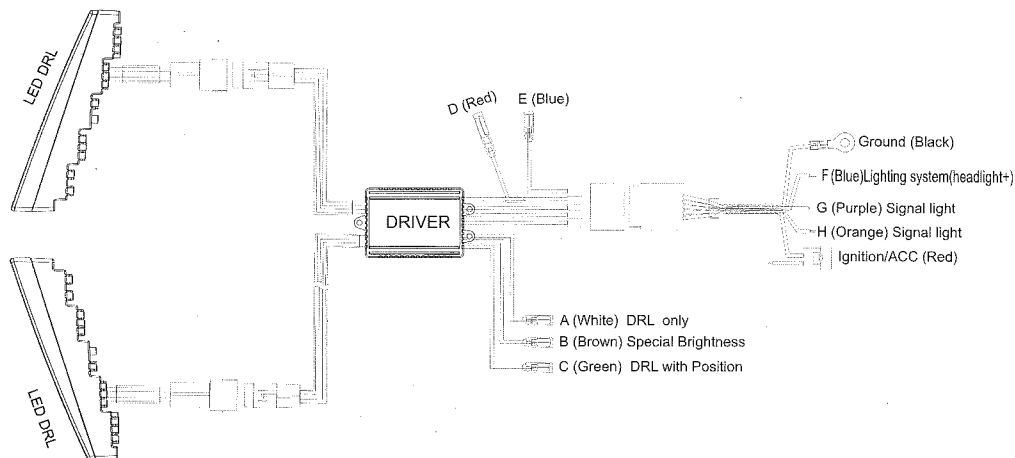 LED DRL
D (Red)
E (Blue)
Ground (Black)
F (Blue)Lighting system(headlight+)
G (Purple) Signal light
H (Orange) Signal light
Ignition/ACC (Red)
DRIVER
A (White) DRL only
B (Brown) Special Brightness
C (Green) DRL with Position
LED DRL